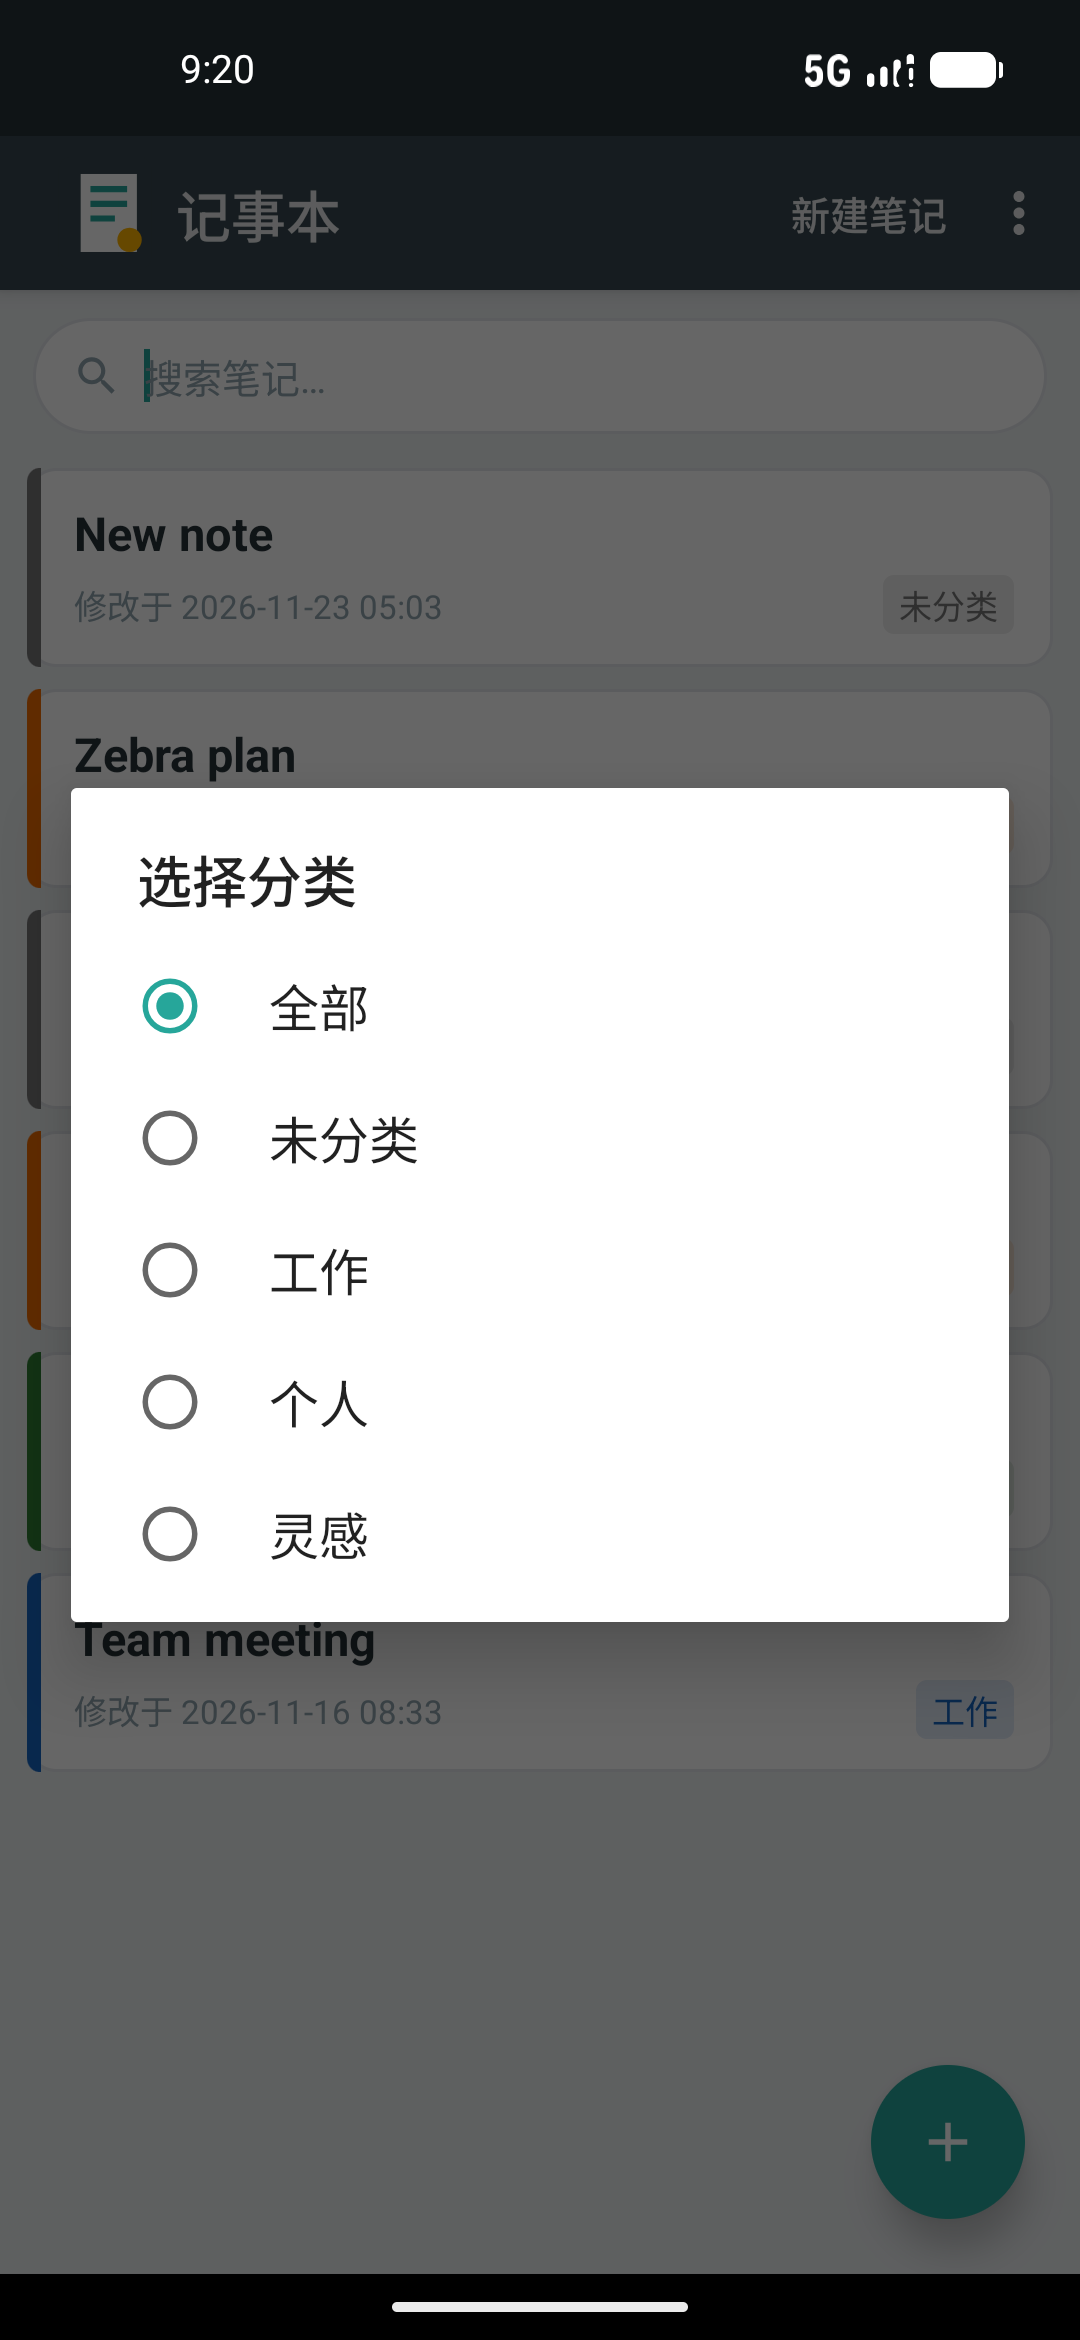 9:20 5G
记事本 新建笔记
搜索笔记...
New note
修改于 2026-11-23 05:03 未分类
Zebra plan
选择分类
全部
未分类
工作
个人
灵感
Team meeting
修改于 2026-11-16 08:33 工作